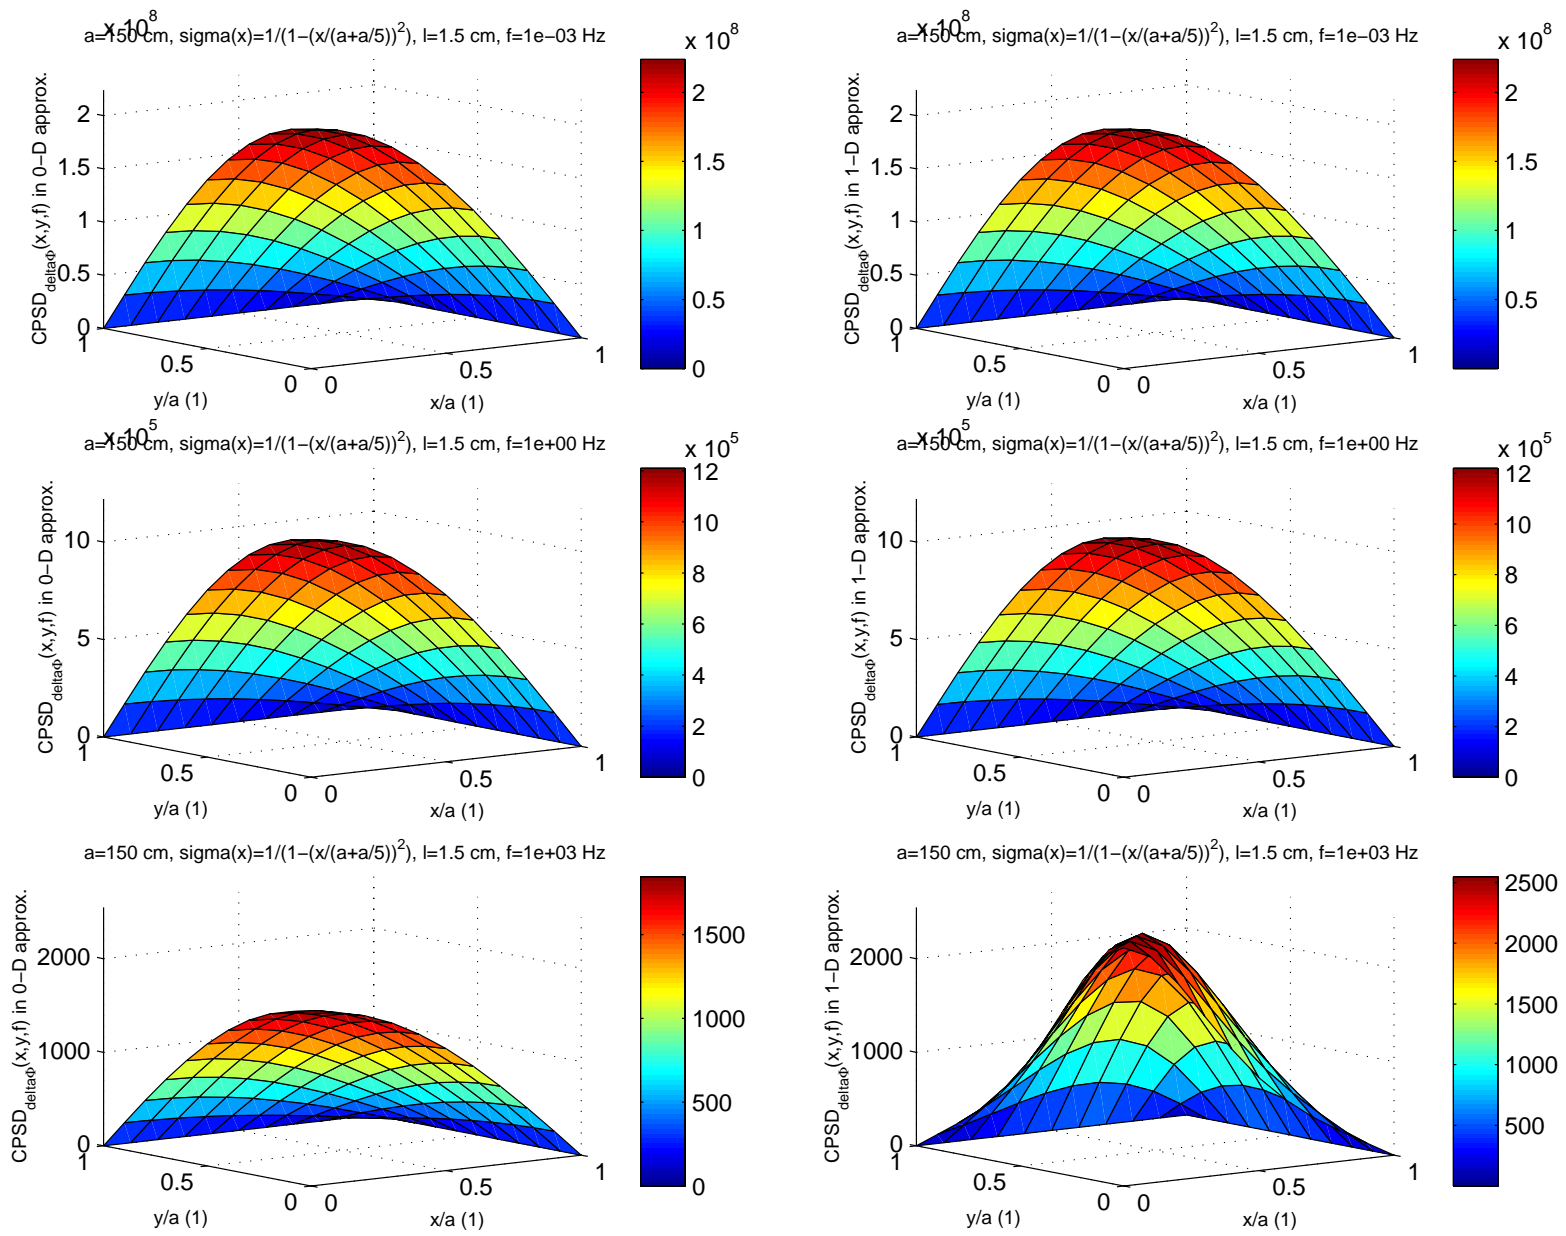 x 10^8
a=150 cm, sigma(x)=1/(1−(x/(a+a/5))^2), l=1.5 cm, f=1e−03 Hz
x 10^8
CPSD_deltaΦ(x,y,f) in 0−D approx.
2
1.5
1
0.5
0
1
0.5
0
y/a (1)
0
0.5
1
x/a (1)
2
1.5
1
0.5
0
x 10^8
a=150 cm, sigma(x)=1/(1−(x/(a+a/5))^2), l=1.5 cm, f=1e−03 Hz
x 10^8
CPSD_deltaΦ(x,y,f) in 1−D approx.
2
1.5
1
0.5
0
1
0.5
0
y/a (1)
0
0.5
1
x/a (1)
2
1.5
1
0.5
x 10^5
a=150 cm, sigma(x)=1/(1−(x/(a+a/5))^2), l=1.5 cm, f=1e+00 Hz
x 10^5
CPSD_deltaΦ(x,y,f) in 0−D approx.
10
5
0
1
0.5
0
y/a (1)
0
0.5
1
x/a (1)
12
10
8
6
4
2
0
x 10^5
a=150 cm, sigma(x)=1/(1−(x/(a+a/5))^2), l=1.5 cm, f=1e+00 Hz
x 10^5
CPSD_deltaΦ(x,y,f) in 1−D approx.
10
5
0
1
0.5
0
y/a (1)
0
0.5
1
x/a (1)
12
10
8
6
4
2
0
a=150 cm, sigma(x)=1/(1−(x/(a+a/5))^2), l=1.5 cm, f=1e+03 Hz
CPSD_deltaΦ(x,y,f) in 0−D approx.
2000
1000
0
1
0.5
0
y/a (1)
0
0.5
1
x/a (1)
1500
1000
500
0
a=150 cm, sigma(x)=1/(1−(x/(a+a/5))^2), l=1.5 cm, f=1e+03 Hz
CPSD_deltaΦ(x,y,f) in 1−D approx.
2000
1000
0
1
0.5
0
y/a (1)
0
0.5
1
x/a (1)
2500
2000
1500
1000
500